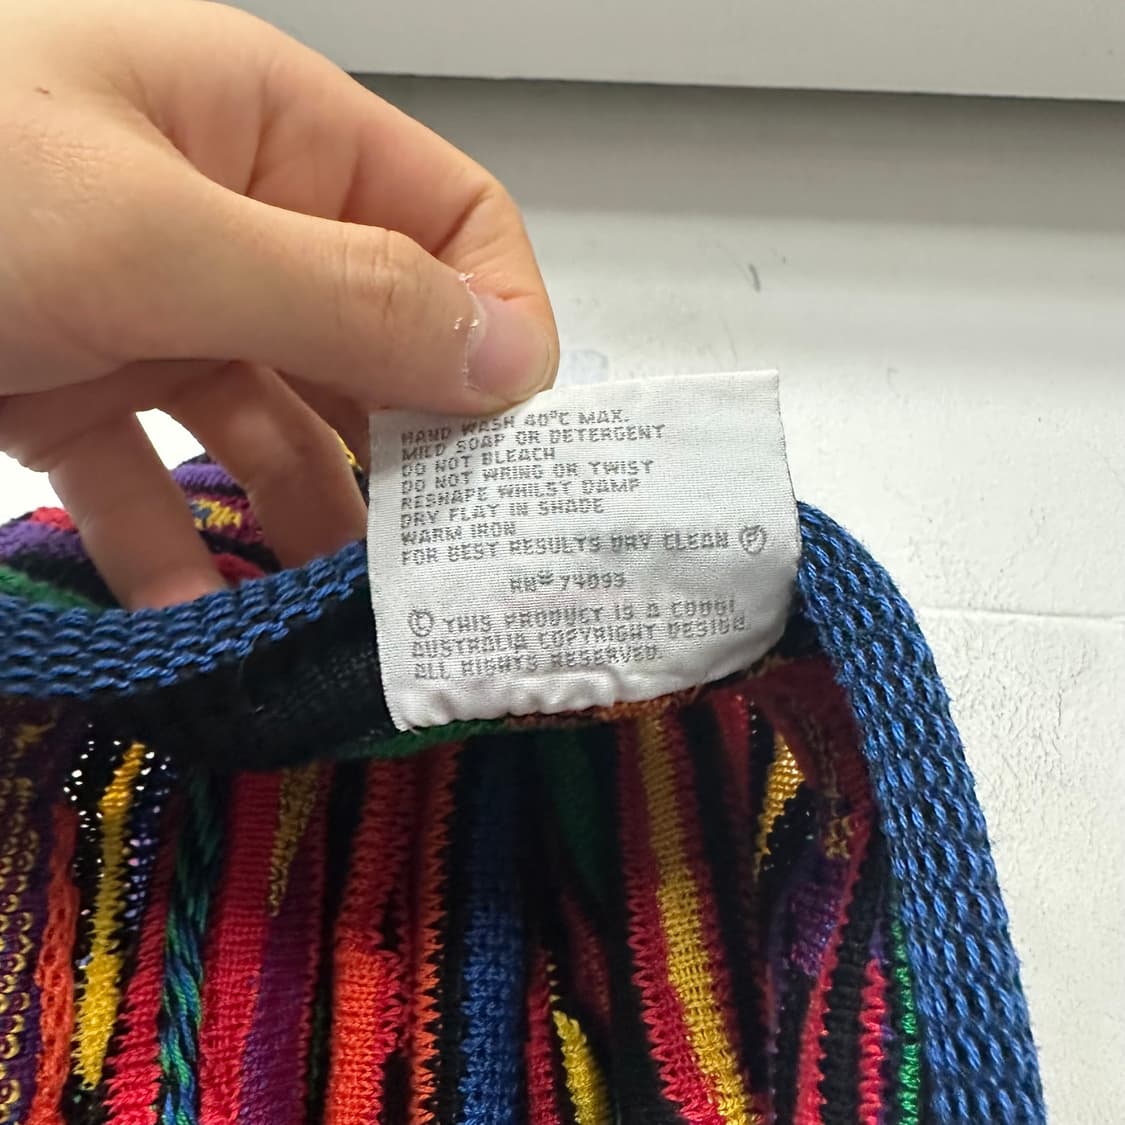 HAND WASH 40°C MAX.
MILD SOAP OR DETERGENT
DO NOT BLEACH
DO NOT WRING OR TWIST
RESHAPE WHILST DAMP
DRY FLAT IN SHADE
WARM IRON
FOR BEST RESULTS DRY CLEAN Ⓟ
RN# 74099
© THIS PRODUCT IS A COOGI
AUSTRALIA COPYRIGHT DESIGN.
ALL RIGHTS RESERVED.